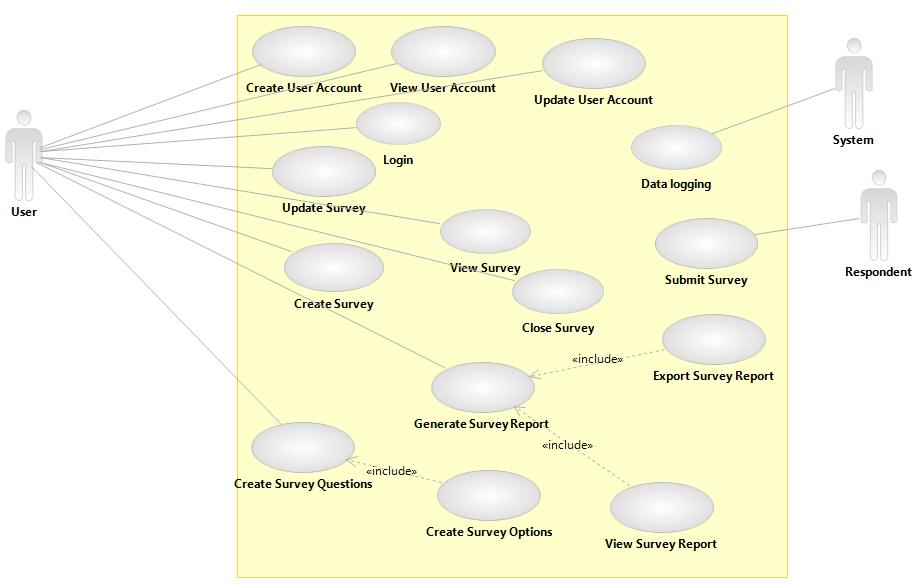 Create User Account
View User Account
Update User Account
System
Login
Data logging
User
Update Survey
View Survey
Submit Survey
Respondent
Create Survey
Close Survey
«include»
Export Survey Report
Generate Survey Report
«include»
«include»
Create Survey Questions
Create Survey Options
View Survey Report